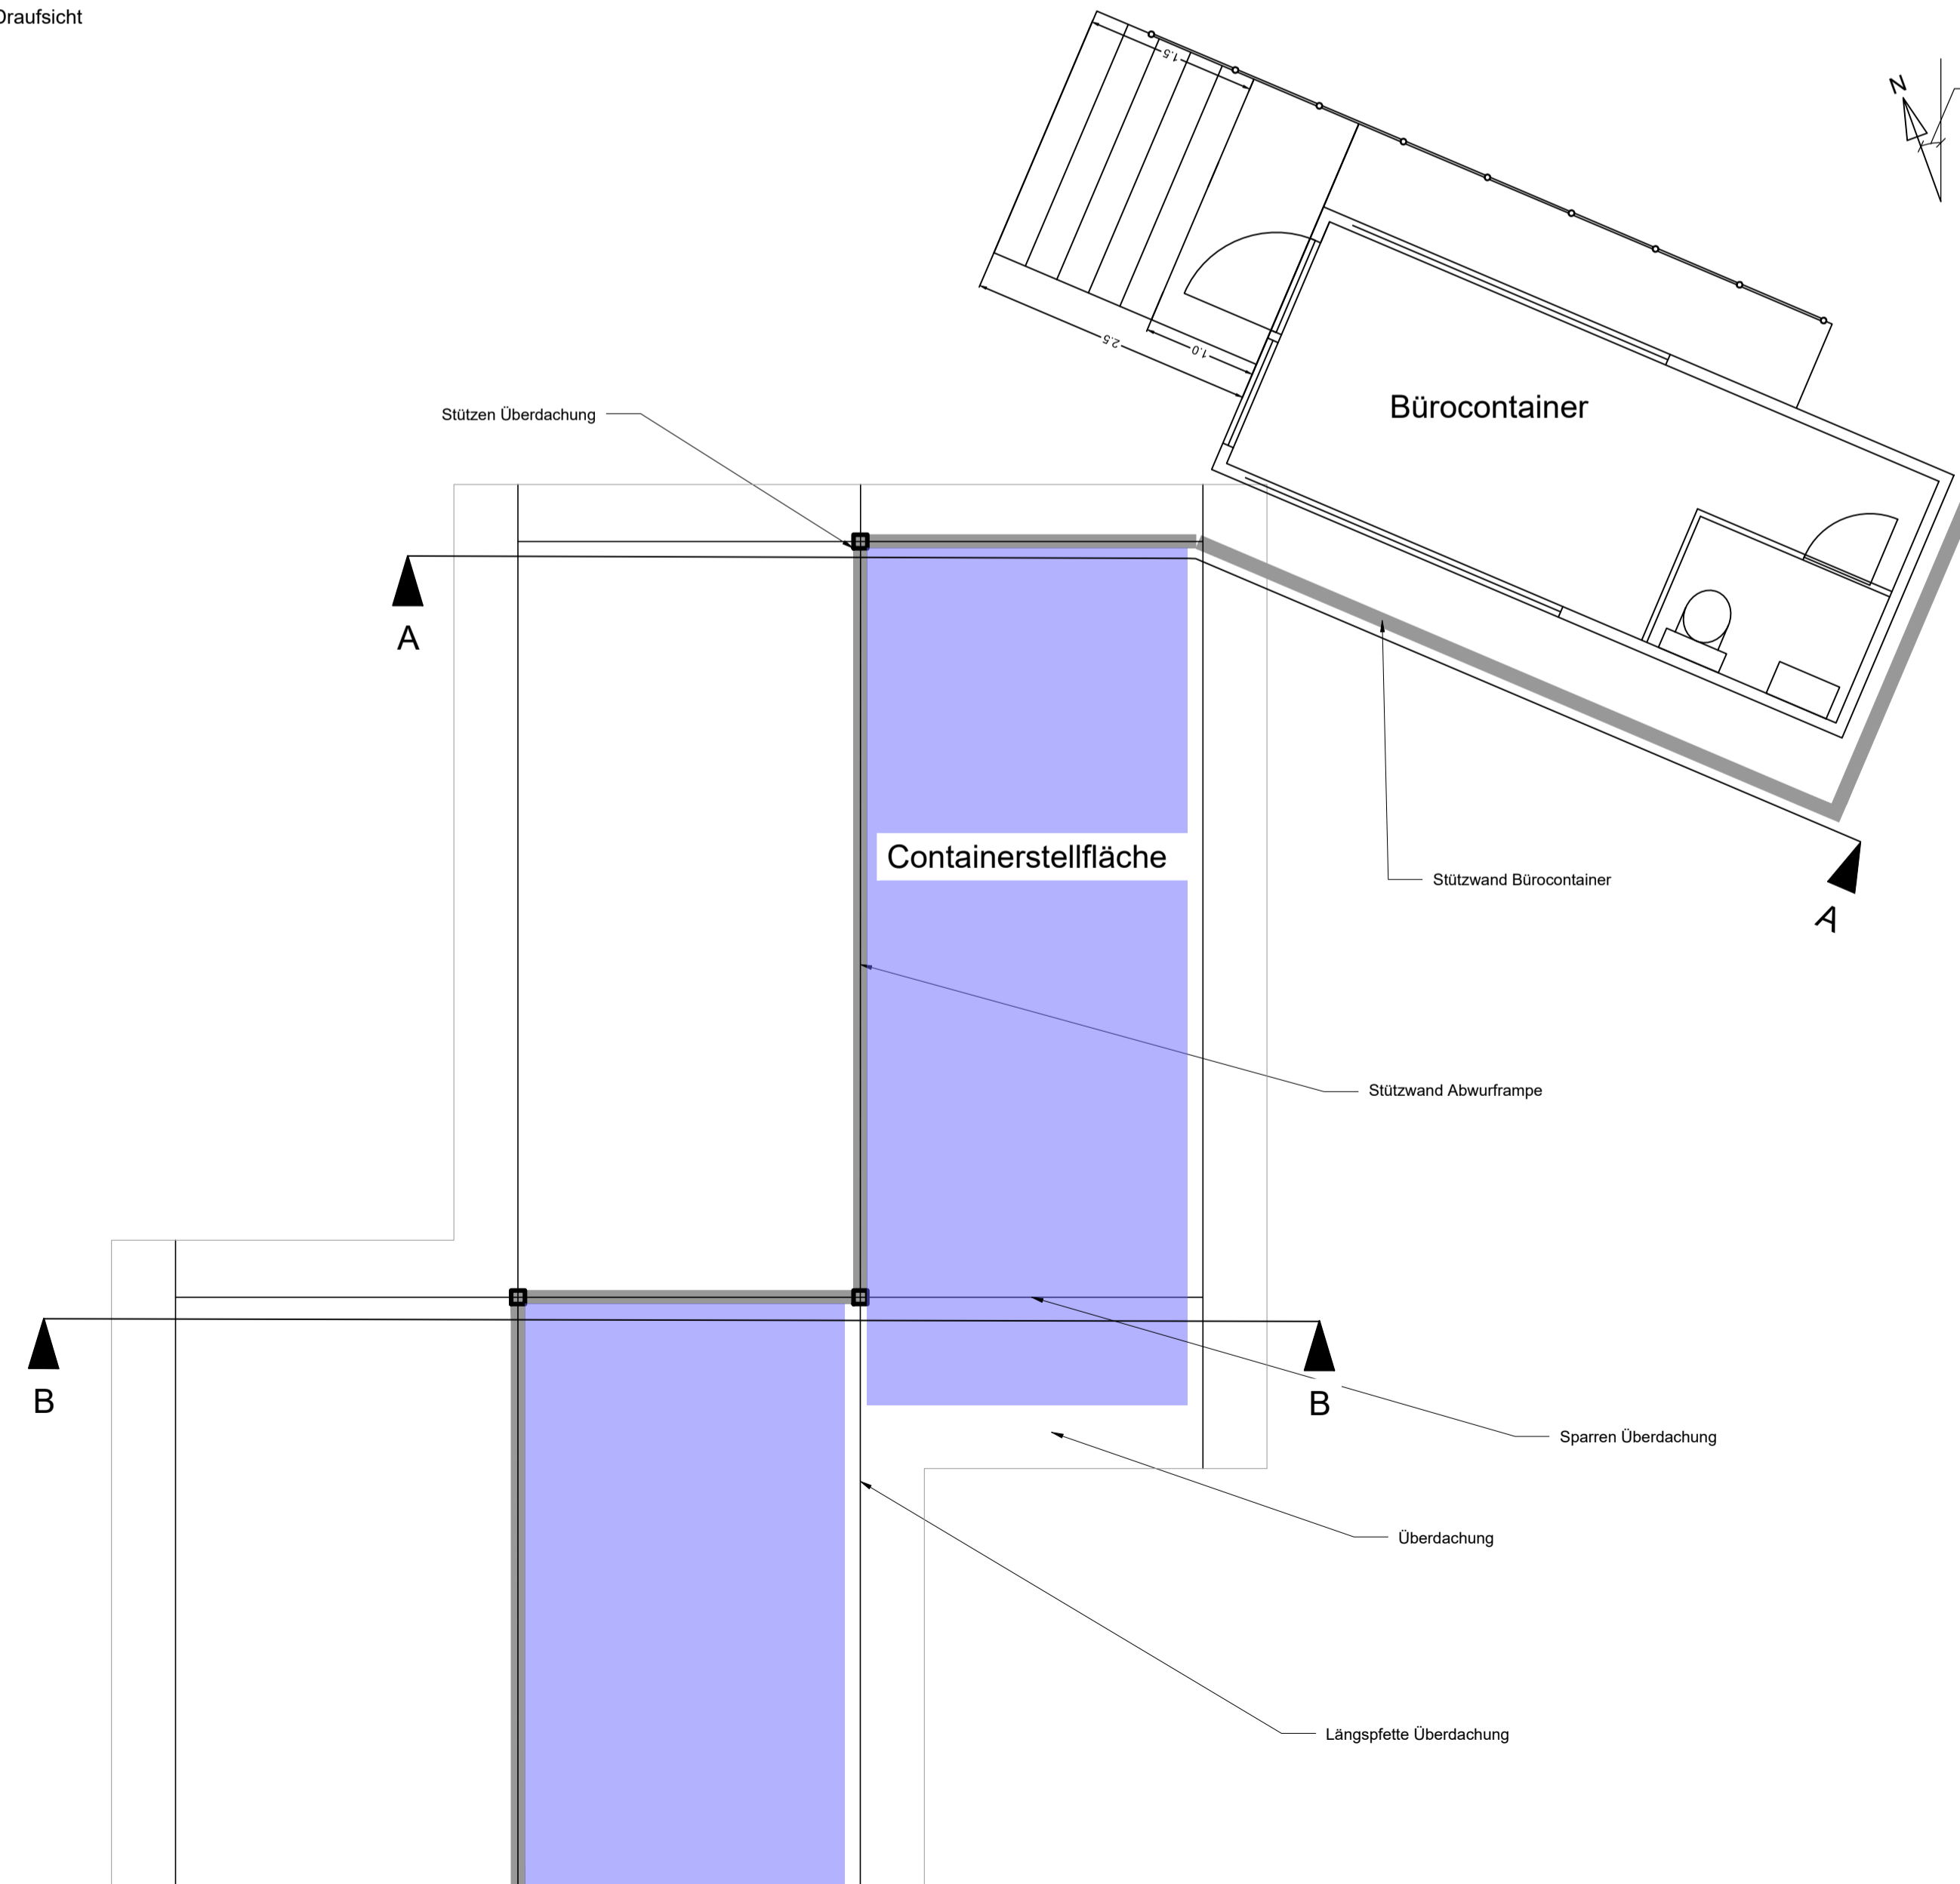 Draufsicht
1.5
N
2.5
1.0
Bürocontainer
Stützen Überdachung
A
Containerstellfläche
Stützwand Bürocontainer
A
Stützwand Abwurframpe
B
B
Sparren Überdachung
Überdachung
Längspfette Überdachung